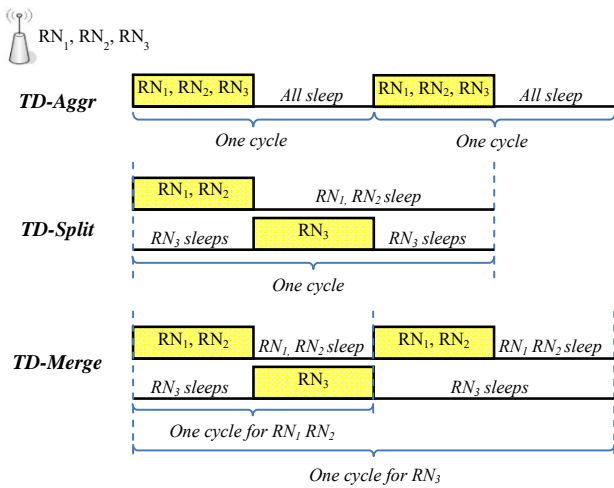 RN1, RN2, RN3
TD-Aggr
RN1, RN2, RN3
All sleep
RN1, RN2, RN3
All sleep
One cycle
One cycle
TD-Split
RN1, RN2
RN1, RN2 sleep
RN3 sleeps
RN3
RN3 sleeps
One cycle
TD-Merge
RN1, RN2
RN1, RN2 sleep
RN1, RN2
RN1 RN2 sleep
RN3 sleeps
RN3
RN3 sleeps
One cycle for RN1 RN2
One cycle for RN3